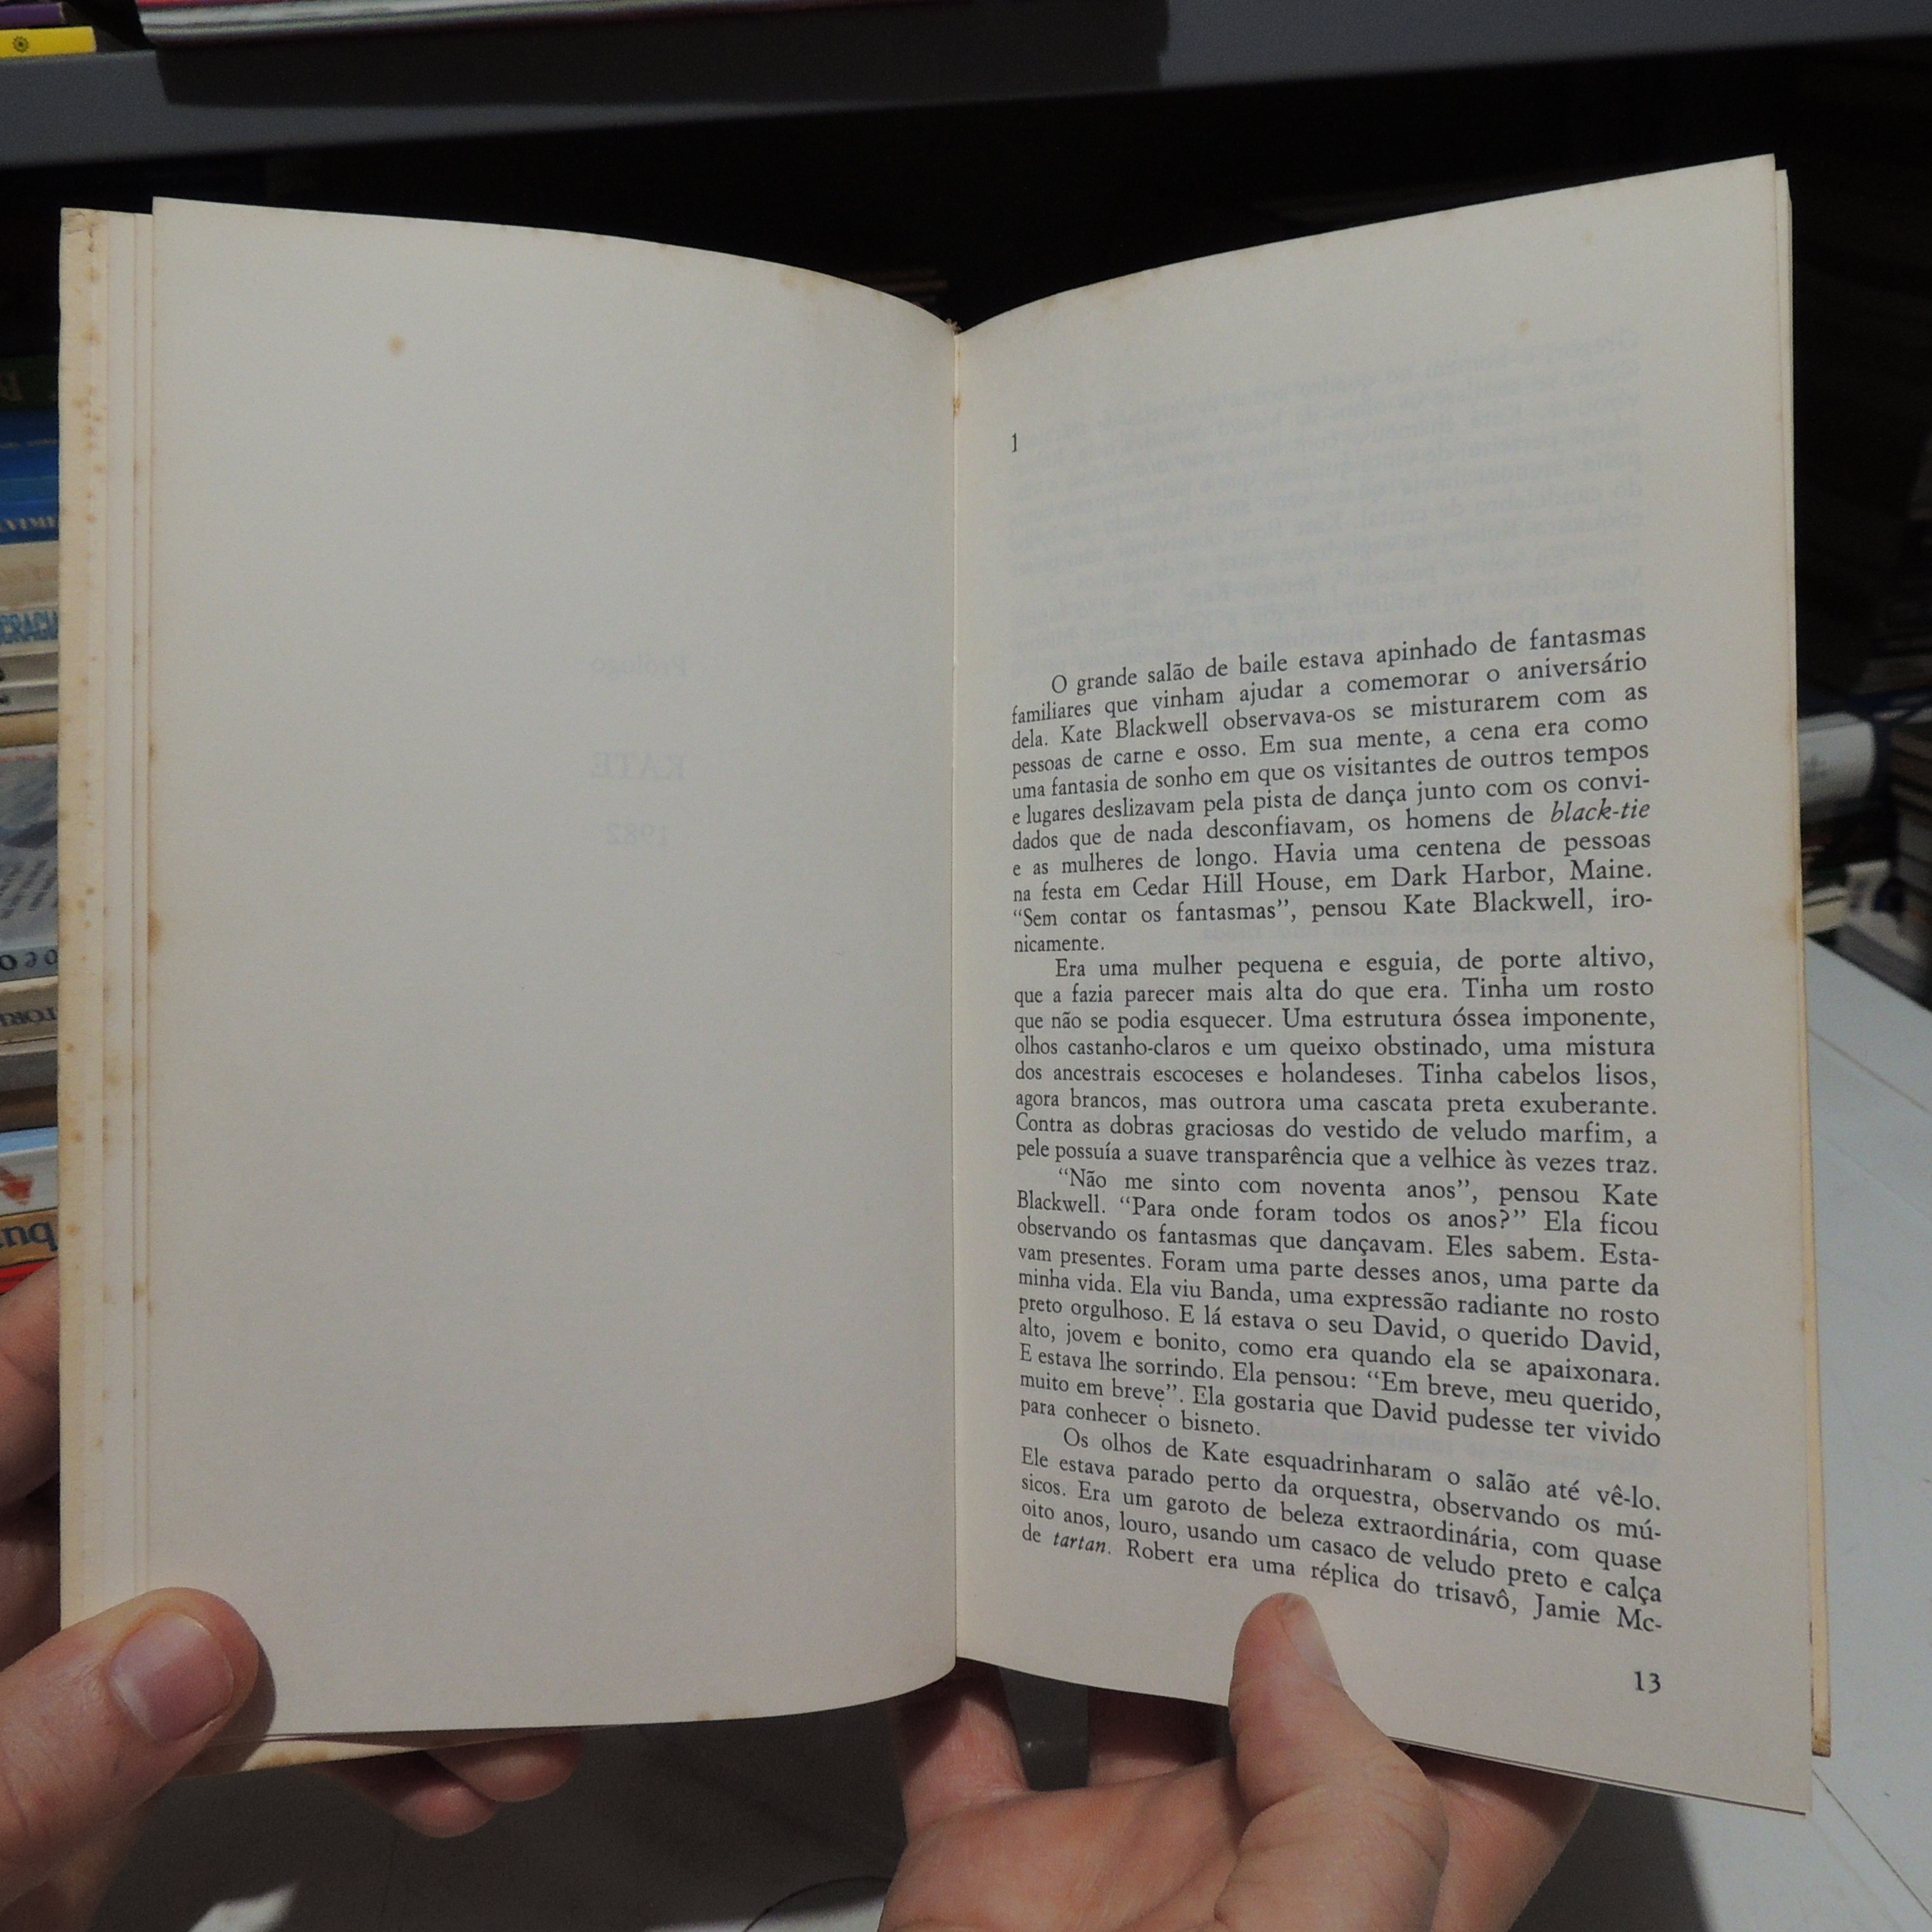 Prólogo
KATE
1982
1
O grande salão de baile estava apinhado de fantasmas
familiares que vinham ajudar a comemorar o aniversário
dela. Kate Blackwell observava-os se misturarem com as
pessoas de carne e osso. Em sua mente, a cena era como
uma fantasia de sonho em que os visitantes de outros tempos
e lugares deslizavam pela pista de dança junto com os convi-
dados que de nada desconfiavam, os homens de black-tie
e as mulheres de longo. Havia uma centena de pessoas
na festa em Cedar Hill House, em Dark Harbor, Maine.
“Sem contar os fantasmas”, pensou Kate Blackwell, iro-
nicamente.
Era uma mulher pequena e esguia, de porte altivo,
que a fazia parecer mais alta do que era. Tinha um rosto
que não se podia esquecer. Uma estrutura óssea imponente,
olhos castanho-claros e um queixo obstinado, uma mistura
dos ancestrais escoceses e holandeses. Tinha cabelos lisos,
agora brancos, mas outrora uma cascata preta exuberante.
Contra as dobras graciosas do vestido de veludo marfim, a
pele possuía a suave transparência que a velhice às vezes traz.
“Não me sinto com noventa anos”, pensou Kate
Blackwell. “Para onde foram todos os anos?” Ela ficou
observando os fantasmas que dançavam. Eles sabem. Esta-
vam presentes. Foram uma parte desses anos, uma parte da
minha vida. Ela viu Banda, uma expressão radiante no rosto
preto orgulhoso. E lá estava o seu David, o querido David,
alto, jovem e bonito, como era quando ela se apaixonara.
E estava lhe sorrindo. Ela pensou: “Em breve, meu querido,
muito em breve”. Ela gostaria que David pudesse ter vivido
para conhecer o bisneto.
Os olhos de Kate esquadrinharam o salão até vê-lo.
Ele estava parado perto da orquestra, observando os mú-
sicos. Era um garoto de beleza extraordinária, com quase
oito anos, louro, usando um casaco de veludo preto e calça
de tartan. Robert era uma réplica do trisavô, Jamie Mc-
13